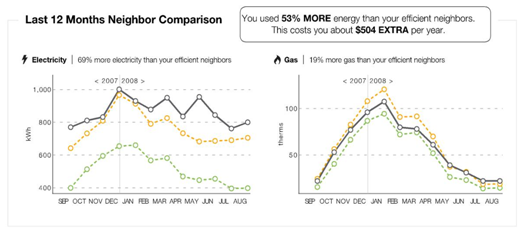 Last 12 Months Neighbor Comparison
You used 53% MORE energy than your efficient neighbors.
This costs you about $504 EXTRA per year.
Electricity | 69% more electricity than your efficient neighbors
Gas | 19% more gas than your efficient neighbors
< 2007 2008 >
1,000
800
600
400
kWh
SEP OCT NOV DEC JAN FEB MAR APR MAY JUN JUL AUG
< 2007 2008 >
100
50
therms
SEP OCT NOV DEC JAN FEB MAR APR MAY JUN JUL AUG